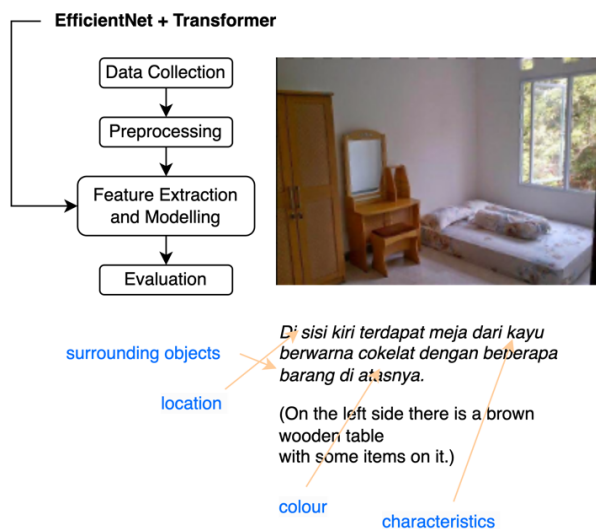 EfficientNet + Transformer
Data Collection
Preprocessing
Feature Extraction
and Modelling
Evaluation
Di sisi kiri terdapat meja dari kayu
berwarna cokelat dengan beberapa
barang di atasnya.
surrounding objects
location
(On the left side there is a brown
wooden table
with some items on it.)
colour
characteristics